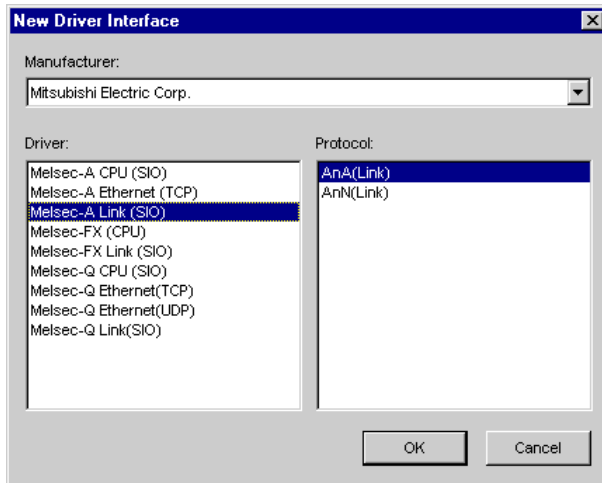 New Driver Interface
Manufacturer:
Mitsubishi Electric Corp.
Driver:
Melsec-A CPU (SIO)
Melsec-A Ethernet (TCP)
Melsec-A Link (SIO)
Melsec-FX (CPU)
Melsec-FX Link (SIO)
Melsec-Q CPU (SIO)
Melsec-Q Ethernet(TCP)
Melsec-Q Ethernet(UDP)
Melsec-Q Link(SIO)
Protocol:
AnA(Link)
AnN(Link)
OK
Cancel